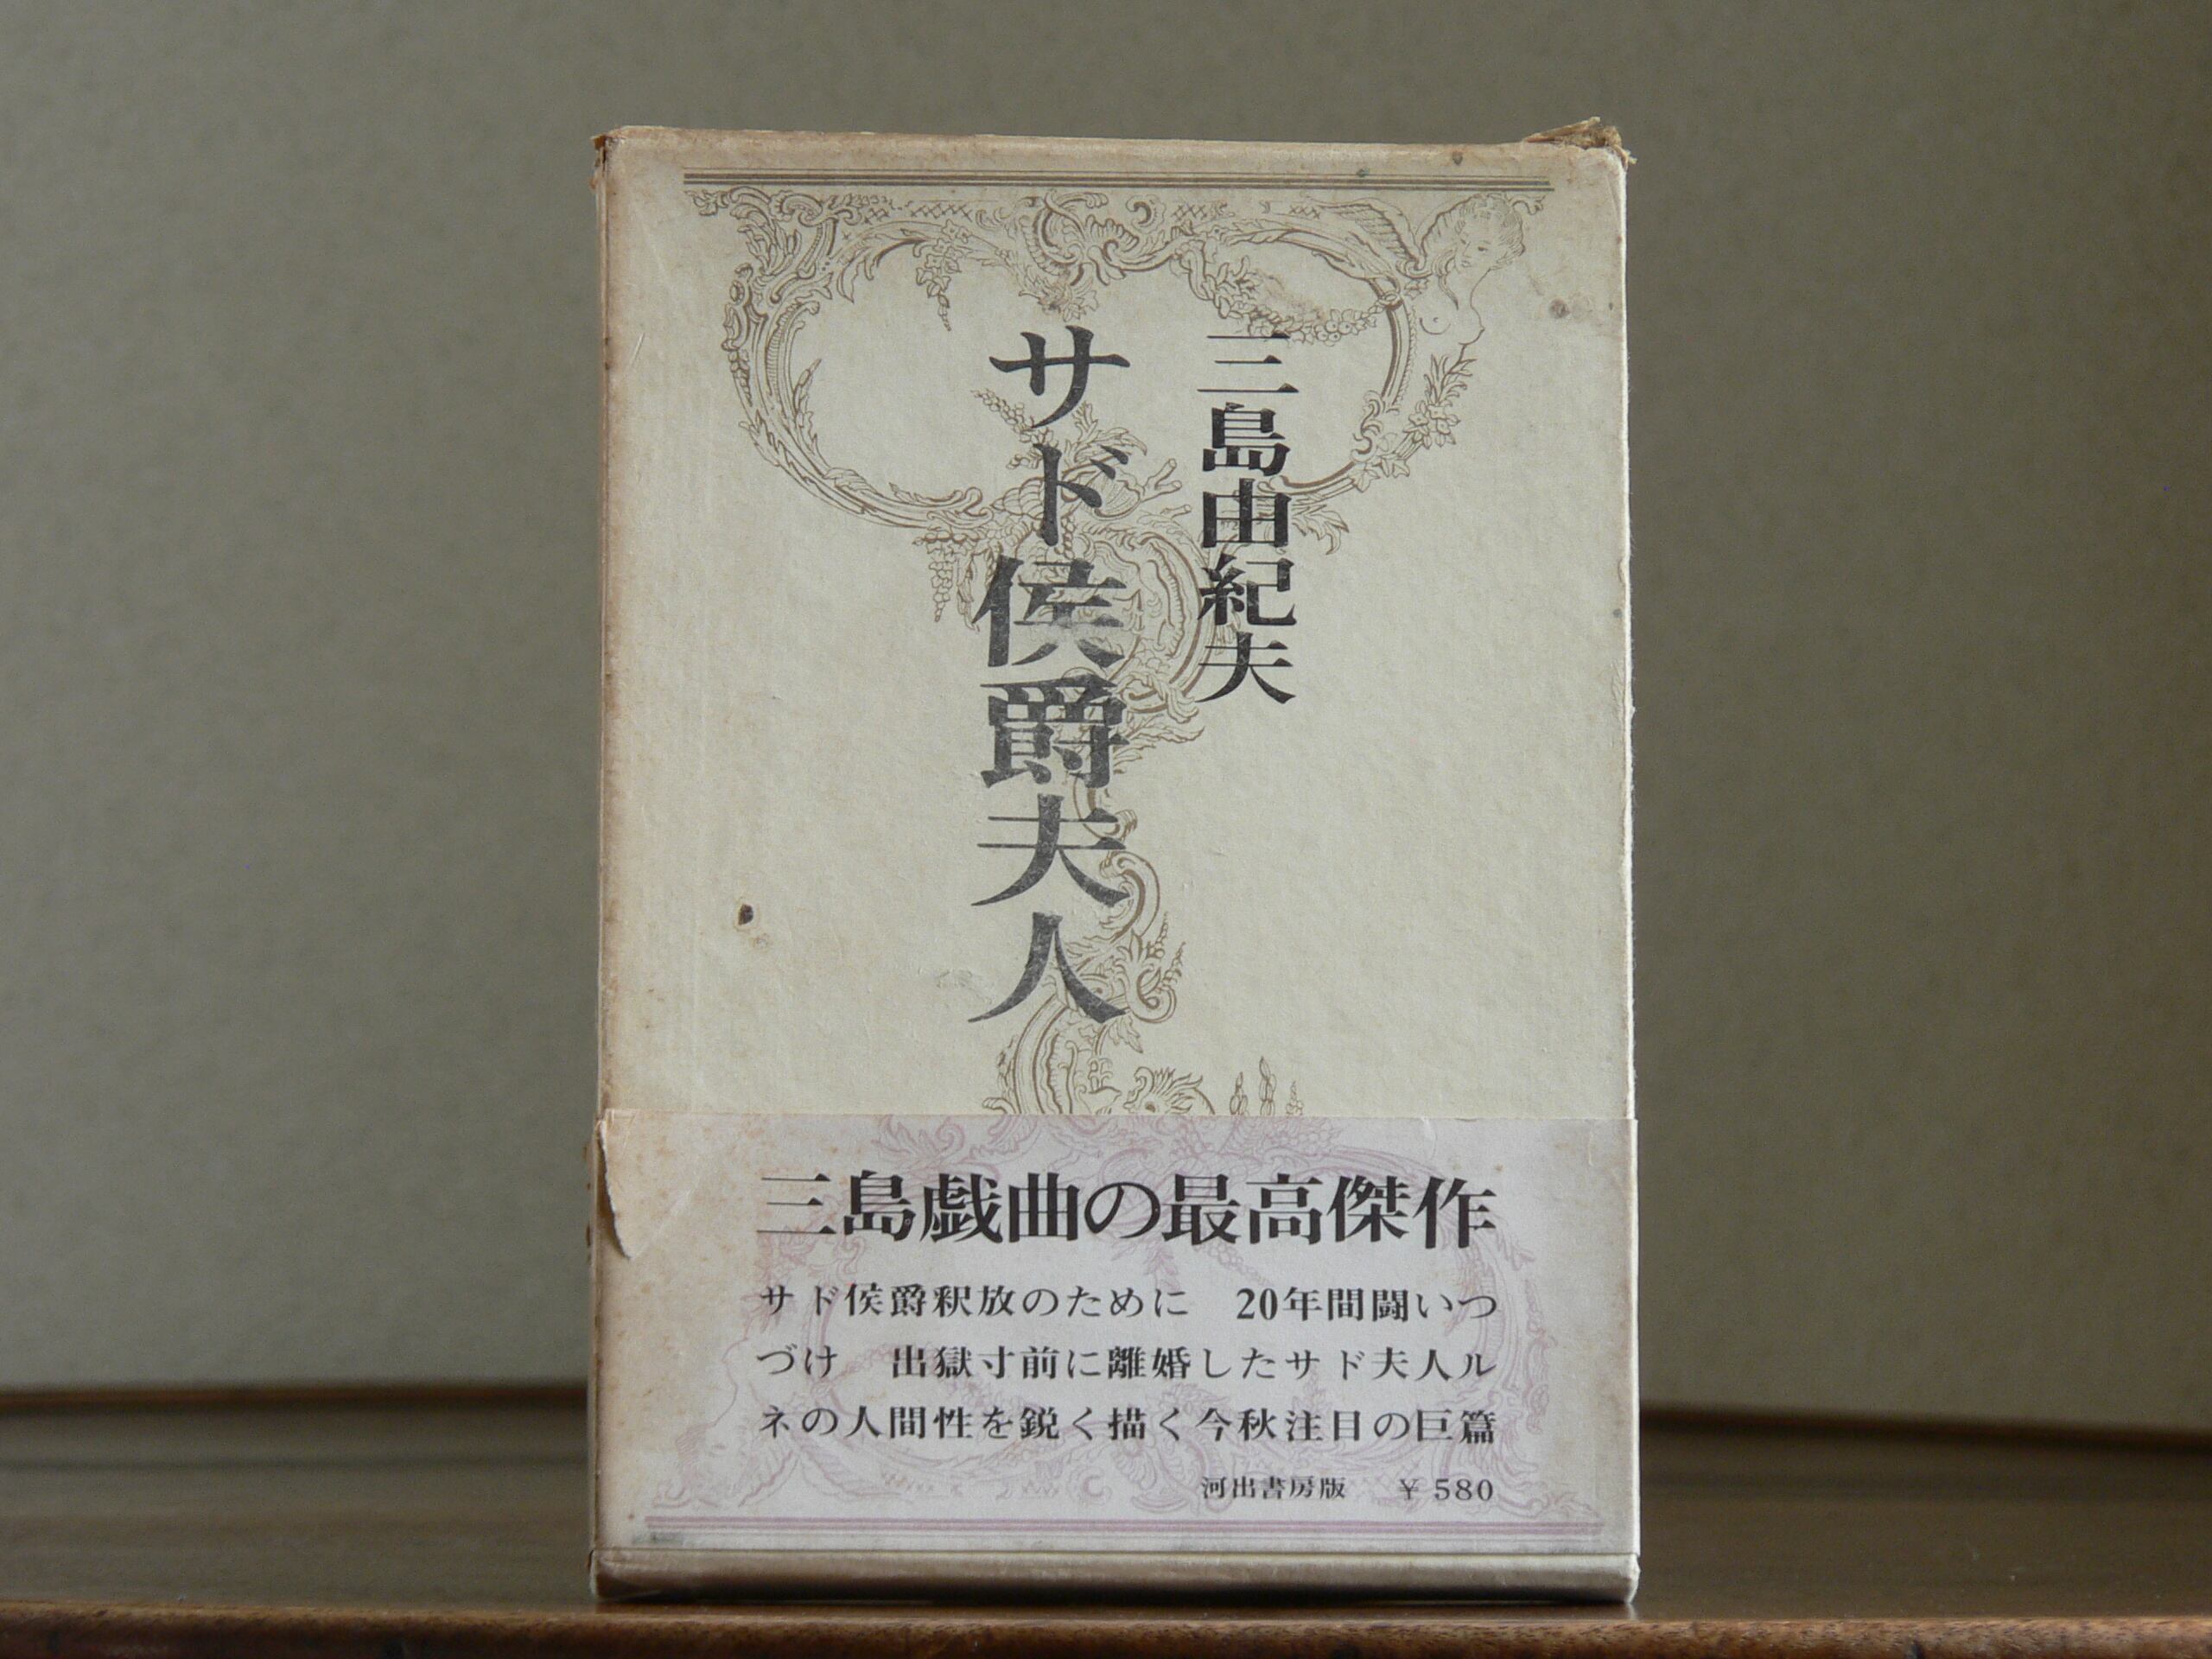 三島由紀夫
サド侯爵夫人
三島戯曲の最高傑作
サド侯爵釈放のために　20年間闘いつ
づけ　出獄寸前に離婚したサド夫人ル
ネの人間性を鋭く描く今秋注目の巨篇
河出書房版　￥580